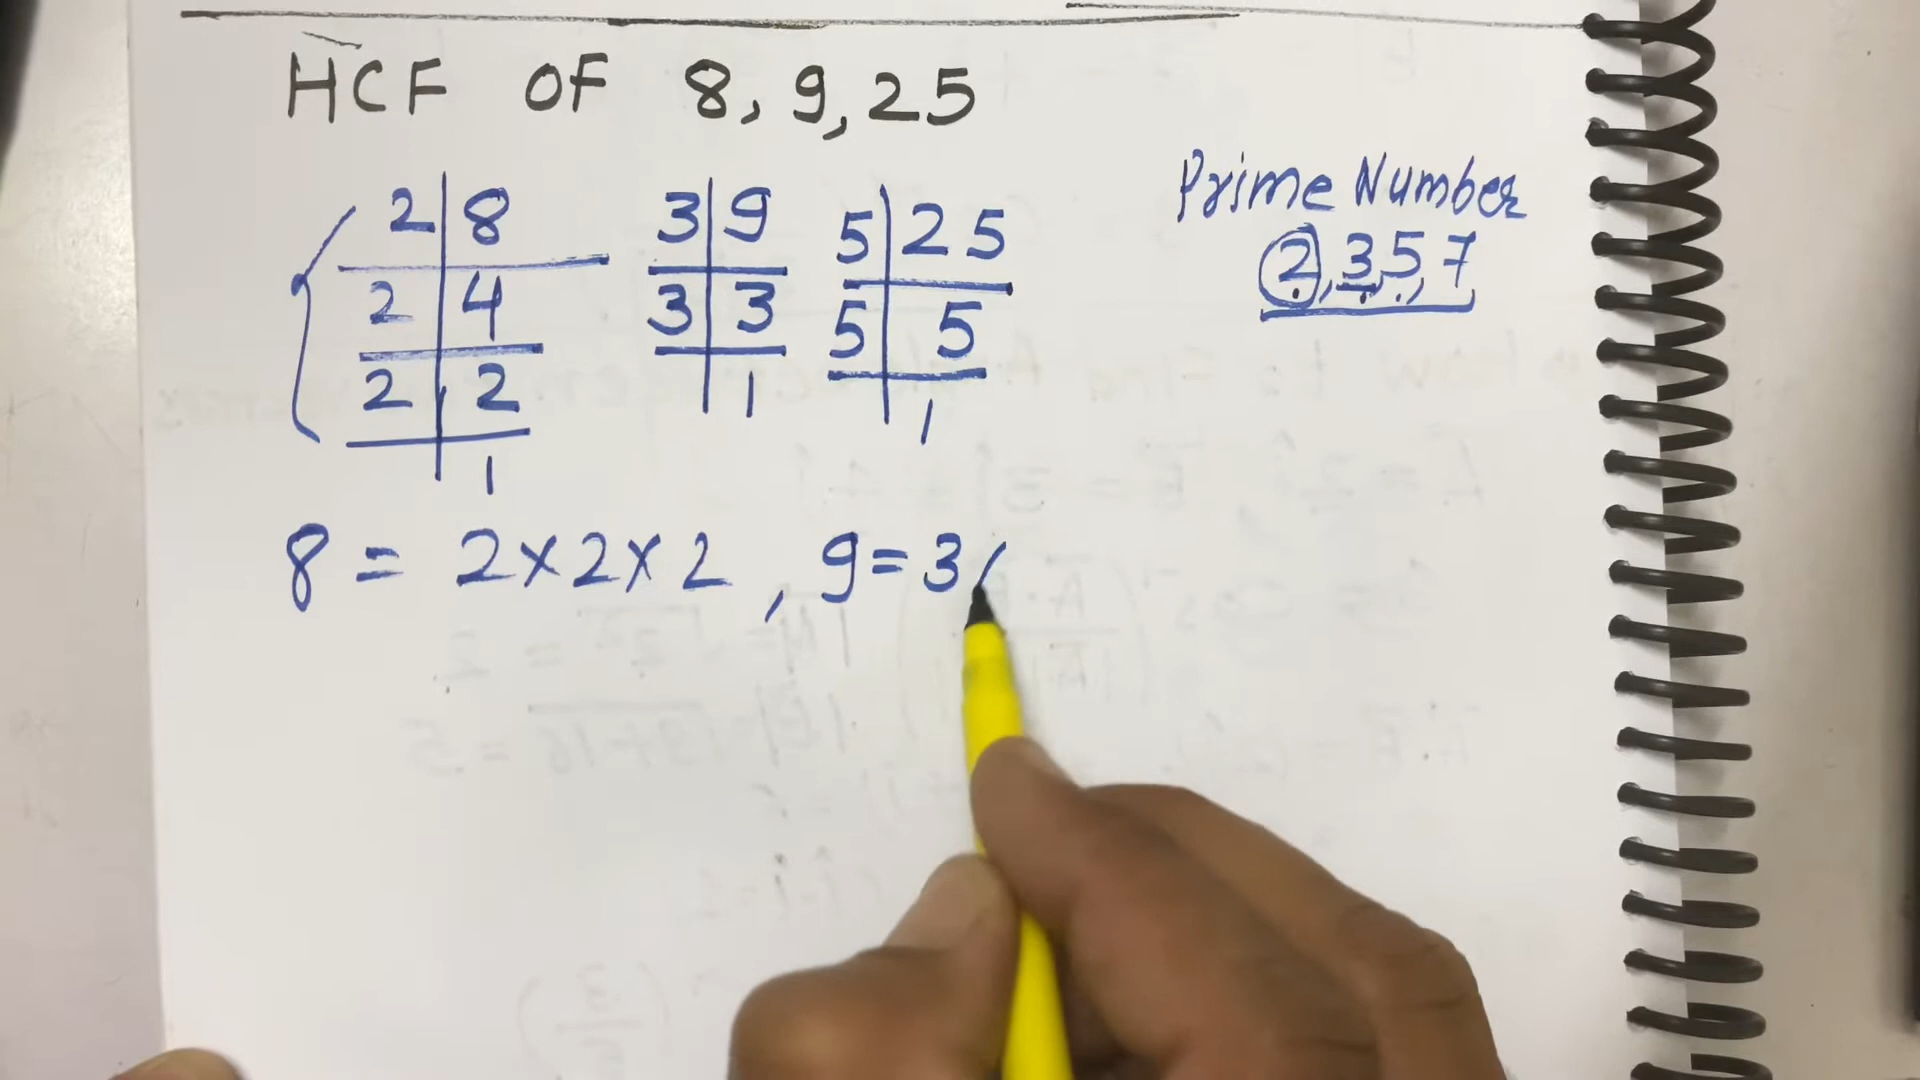 HCF OF 8, 9, 25
Prime Number
2, 3, 5, 7
2 8
2 4
2 2
1
3 9
3 3
1
5 25
5 5
1
8 = 2×2×2, 9=3